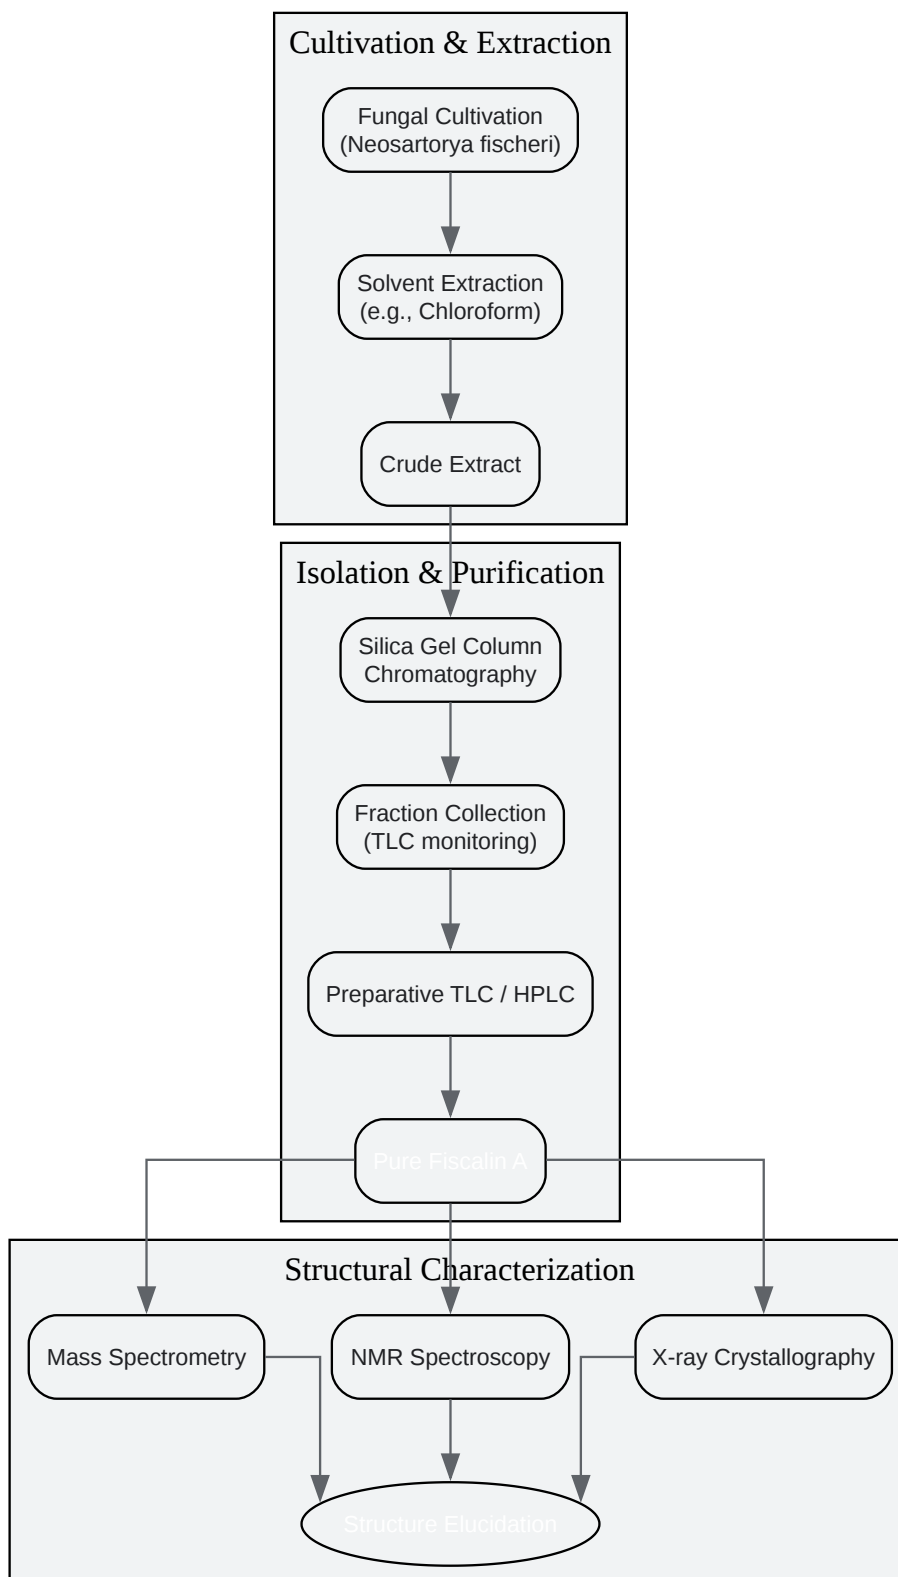 Cultivation & Extraction
Fungal Cultivation
(Neosartorya fischeri)
Solvent Extraction
(e.g., Chloroform)
Crude Extract
Isolation & Purification
Silica Gel Column
Chromatography
Fraction Collection
(TLC monitoring)
Preparative TLC / HPLC
Pure Fiscalin A
Structural Characterization
Mass Spectrometry
NMR Spectroscopy
X-ray Crystallography
Structure Elucidation